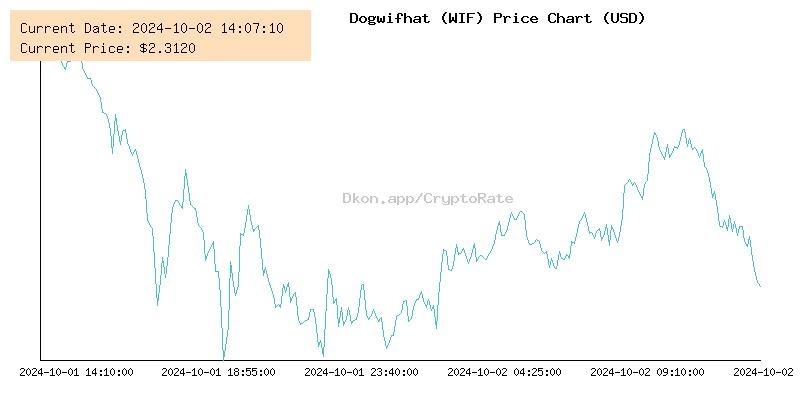 Dogwifhat (WIF) Price Chart (USD)
Current Date: 2024-10-02 14:07:10
Current Price: $2.3120
Dkon.app/CryptoRate
2024-10-01 14:10:00 2024-10-01 18:55:00 2024-10-01 23:40:00 2024-10-02 04:25:00 2024-10-02 09:10:00 2024-10-02